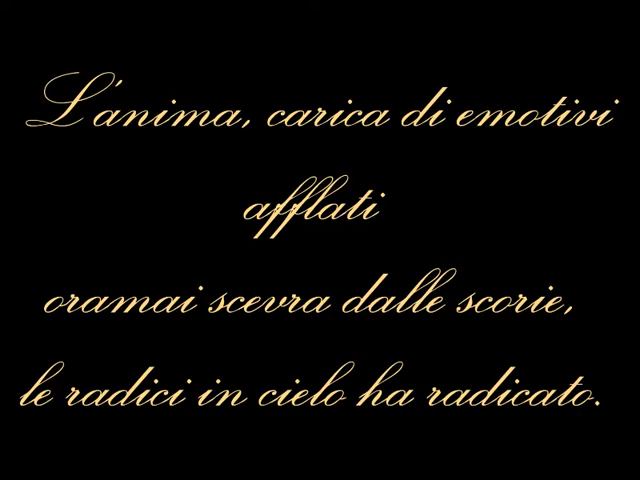 L'anima, carica di emotivi
afflati
oramai scevra dalle scorie,
le radici in cielo ha radicato.